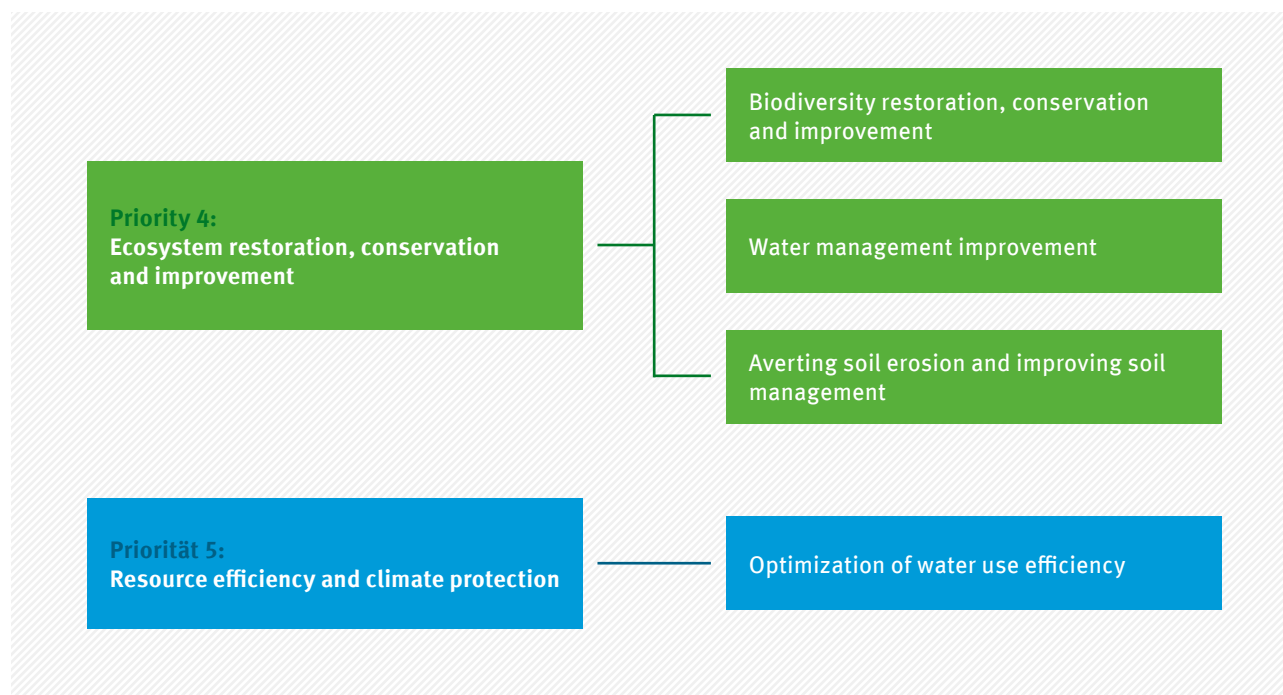 Priority 4:
Ecosystem restoration, conservation
and improvement
Biodiversity restoration, conservation
and improvement
Water management improvement
Averting soil erosion and improving soil
management
Priorität 5:
Resource efficiency and climate protection
Optimization of water use efficiency